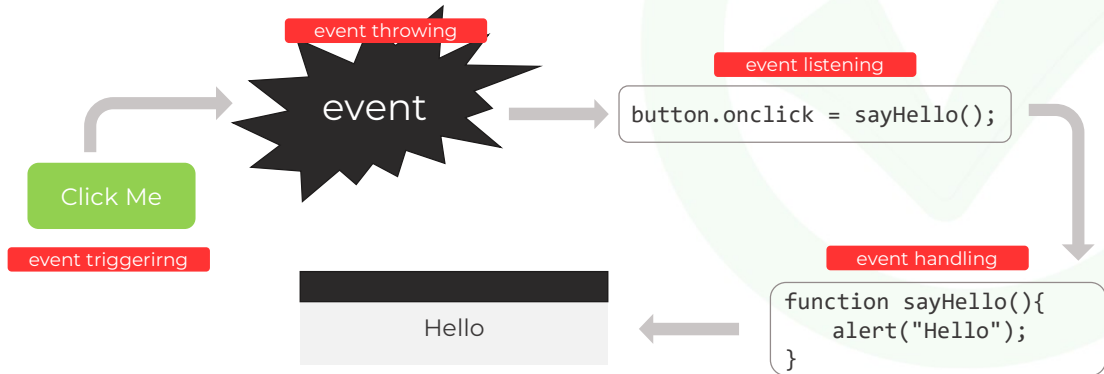 event throwing
event
event listening
button.onclick = sayHello();
Click Me
event triggerirng
event handling
function sayHello(){
alert("Hello");
}
Hello